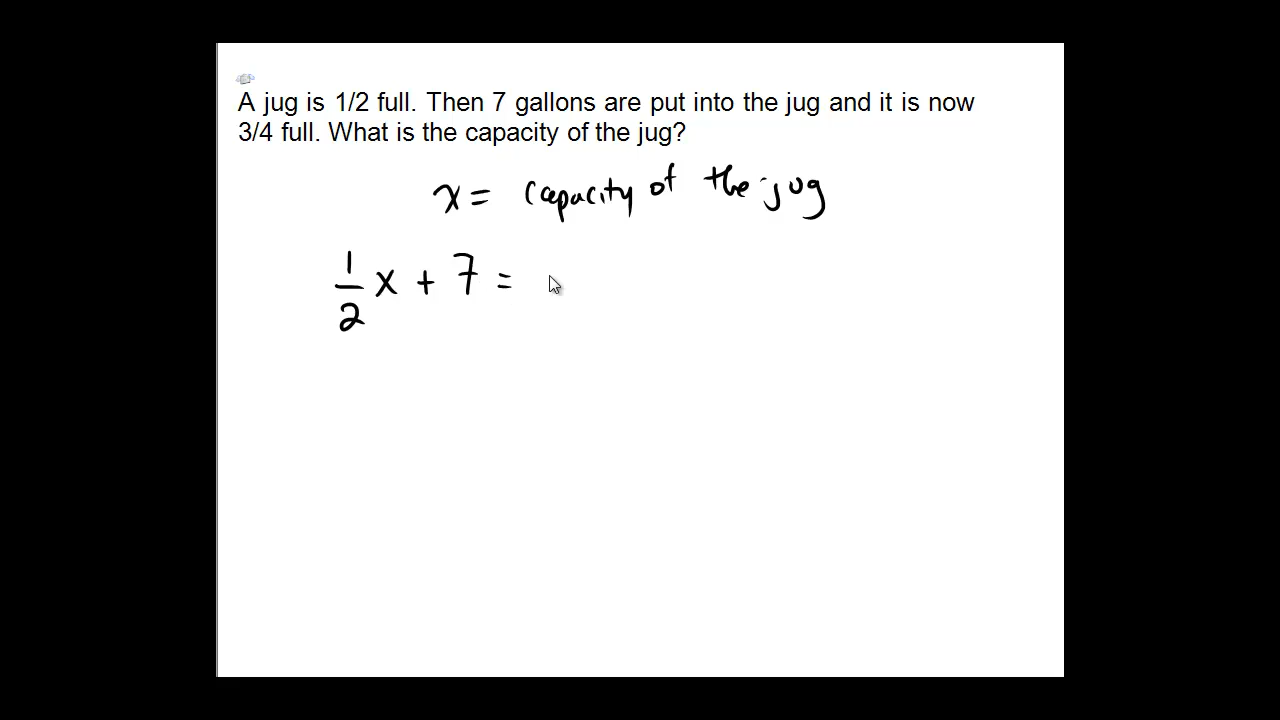 A jug is 1/2 full. Then 7 gallons are put into the jug and it is now
3/4 full. What is the capacity of the jug?
x = capacity of the jug
1/2 x + 7 =